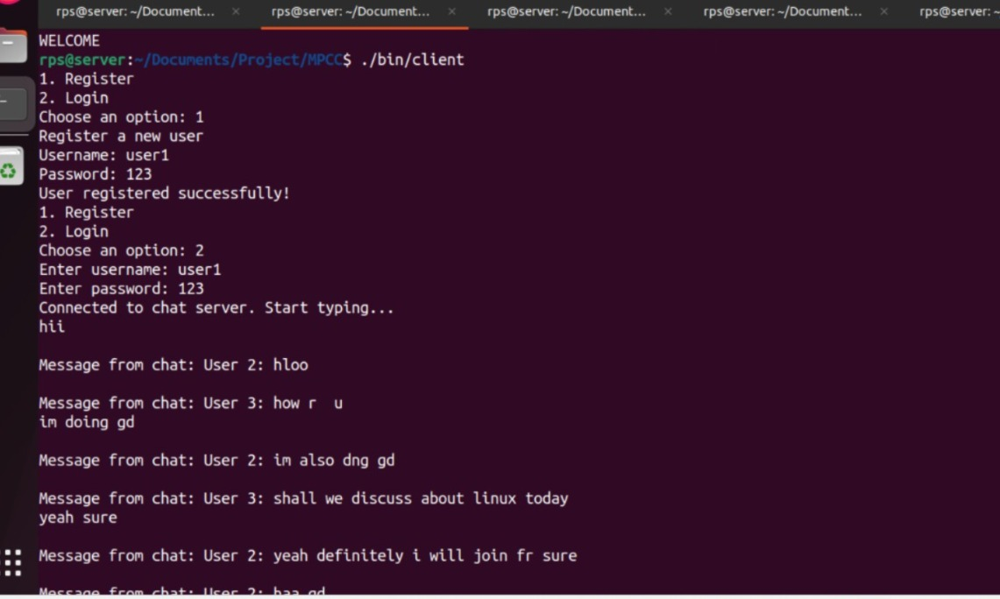 rps@server: ~/Document... × rps@server: ~/Document... × rps@server: ~/Document... × rps@server: ~/Document... × rps@server: ~
WELCOME
rps@server:~/Documents/Project/MPCC$ ./bin/client
1. Register
2. Login
Choose an option: 1
Register a new user
Username: user1
Password: 123
User registered successfully!
1. Register
2. Login
Choose an option: 2
Enter username: user1
Enter password: 123
Connected to chat server. Start typing...
hii
Message from chat: User 2: hloo
Message from chat: User 3: how r  u
im doing gd
Message from chat: User 2: im also dng gd
Message from chat: User 3: shall we discuss about linux today
yeah sure
Message from chat: User 2: yeah definitely i will join fr sure
Message from chat: User 2: haa gd